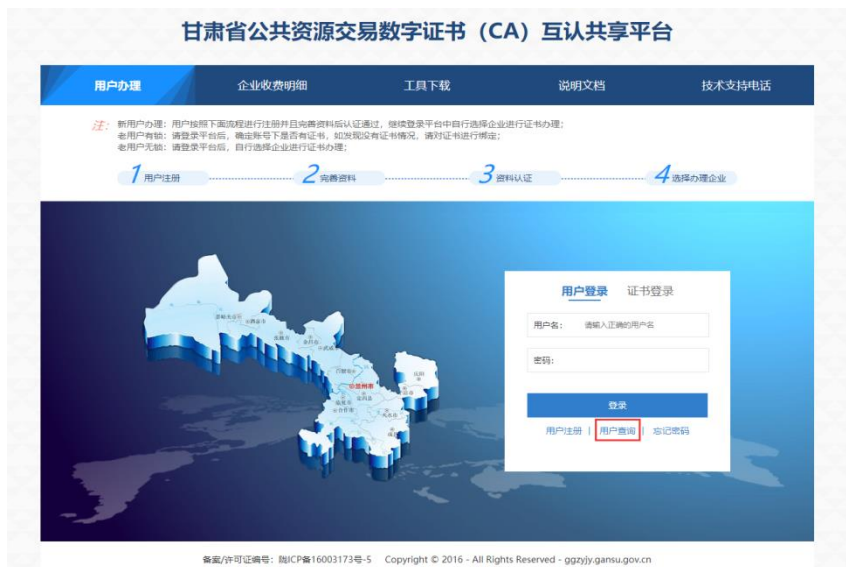 甘肃省公共资源交易数字证书（CA）互认共享平台
用户办理 企业收费明细 工具下载 说明文档 技术支持电话
注： 新用户办理：用户按照下面流程进行注册并且完善资料后认证通过，继续登录平台中自行选择企业进行证书办理；
老用户有锁：请登录平台后，确定账号下是否有证书，如发现没有证书情况，请对证书进行绑定；
老用户无锁：请登录平台后，自行选择企业进行证书办理；
1 用户注册 2 完善资料 3 资料认证 4 选择办理企业
用户登录 证书登录
用户名： 请输入正确的用户名
密码：
登录
用户注册 | 用户查询 | 忘记密码
兰州市
备案/许可证编号：陇ICP备16003173号-5 Copyright © 2016 - All Rights Reserved - ggzyjy.gansu.gov.cn